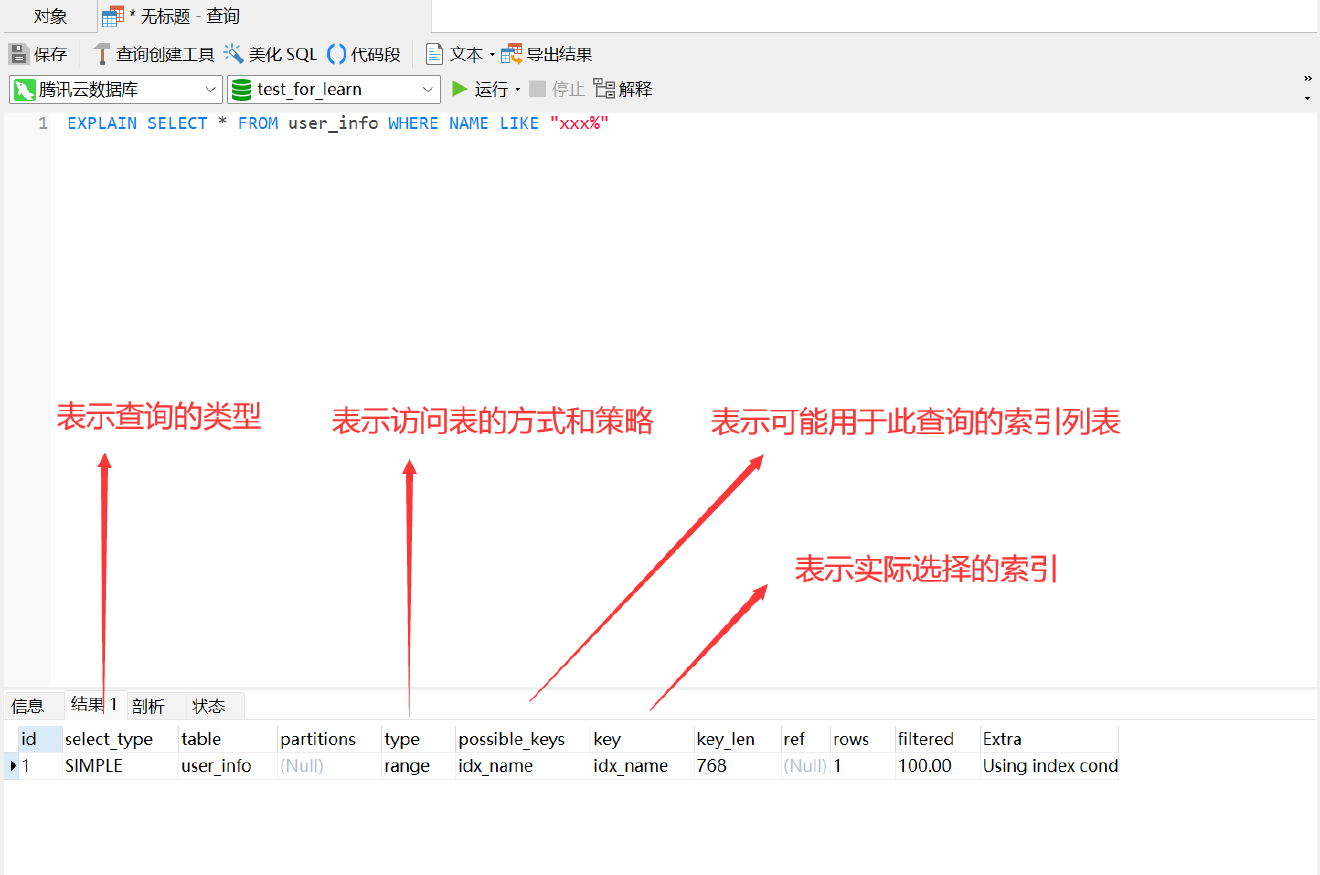 对象 * 无标题 - 查询
保存 查询创建工具 美化 SQL 代码段 文本 导出结果
腾讯云数据库 test_for_learn 运行 停止 解释
1 EXPLAIN SELECT * FROM user_info WHERE NAME LIKE "xxx%"
表示查询的类型 表示访问表的方式和策略 表示可能用于此查询的索引列表
表示实际选择的索引
信息 结果 1 剖析 状态
id select_type table partitions type possible_keys key key_len ref rows filtered Extra
1 SIMPLE user_info (Null) range idx_name idx_name 768 (Null) 1 100.00 Using index cond